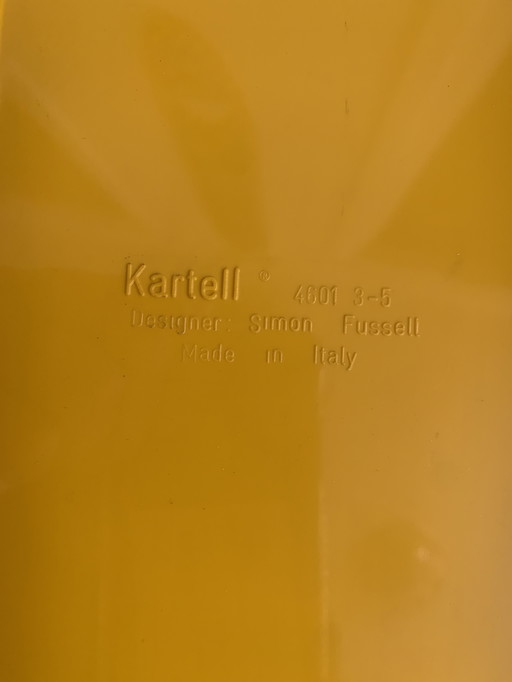 Kartell ® 4601 3-5
Designer: Simon Fussell
Made in Italy